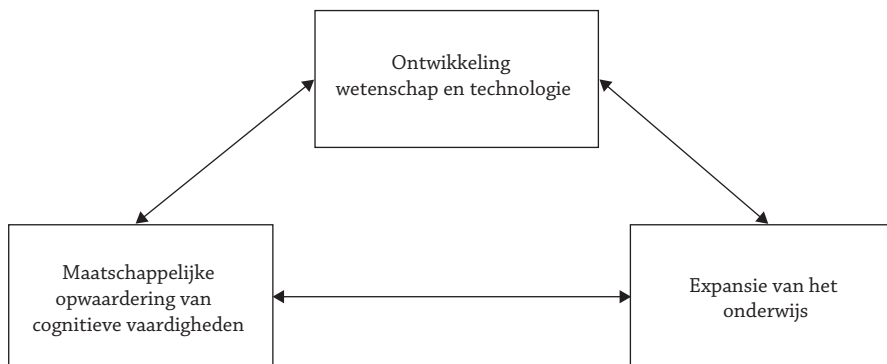 Ontwikkeling
wetenschap en technologie
Maatschappelijke
opwaardering van
cognitieve vaardigheden
Expansie van het
onderwijs